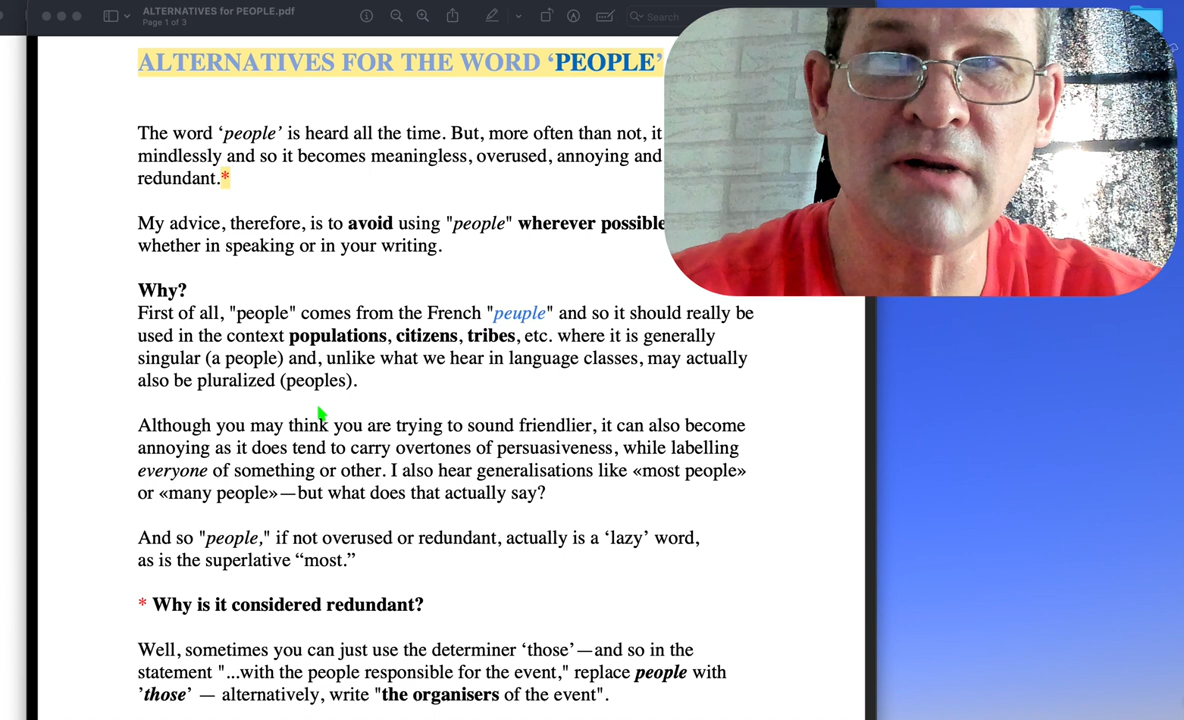 ALTERNATIVES for PEOPLE.pdf
Page 1 of 3
Search
ALTERNATIVES FOR THE WORD ‘PEOPLE’
The word ‘people’ is heard all the time. But, more often than not, it
mindlessly and so it becomes meaningless, overused, annoying and
redundant.*
My advice, therefore, is to avoid using "people" wherever possible
whether in speaking or in your writing.
Why?
First of all, "people" comes from the French "peuple" and so it should really be
used in the context populations, citizens, tribes, etc. where it is generally
singular (a people) and, unlike what we hear in language classes, may actually
also be pluralized (peoples).
Although you may think you are trying to sound friendlier, it can also become
annoying as it does tend to carry overtones of persuasiveness, while labelling
everyone of something or other. I also hear generalisations like «most people»
or «many people»—but what does that actually say?
And so "people," if not overused or redundant, actually is a ‘lazy’ word,
as is the superlative “most.”
* Why is it considered redundant?
Well, sometimes you can just use the determiner ‘those’—and so in the
statement "...with the people responsible for the event," replace people with
’those’ — alternatively, write "the organisers of the event".